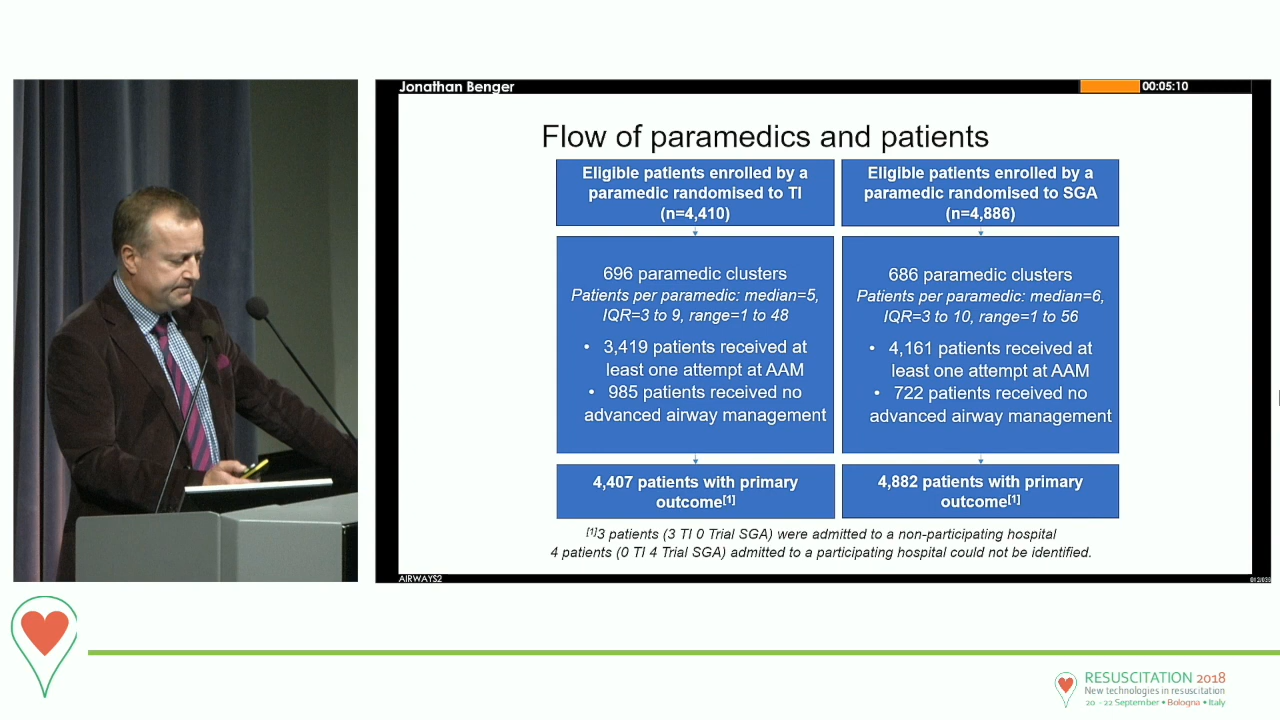 Jonathan Benger
00:05:10
Flow of paramedics and patients
Eligible patients enrolled by a
paramedic randomised to TI
(n=4,410)
Eligible patients enrolled by a
paramedic randomised to SGA
(n=4,886)
696 paramedic clusters
Patients per paramedic: median=5,
IQR=3 to 9, range=1 to 48
• 3,419 patients received at
least one attempt at AAM
• 985 patients received no
advanced airway management
686 paramedic clusters
Patients per paramedic: median=6,
IQR=3 to 10, range=1 to 56
• 4,161 patients received at
least one attempt at AAM
• 722 patients received no
advanced airway management
4,407 patients with primary
outcome[1]
4,882 patients with primary
outcome[1]
[1]3 patients (3 TI 0 Trial SGA) were admitted to a non-participating hospital
4 patients (0 TI 4 Trial SGA) admitted to a participating hospital could not be identified.
AIRWAYS2
RESUSCITATION 2018
New technologies in resuscitation
20 - 22 September • Bologna • Italy